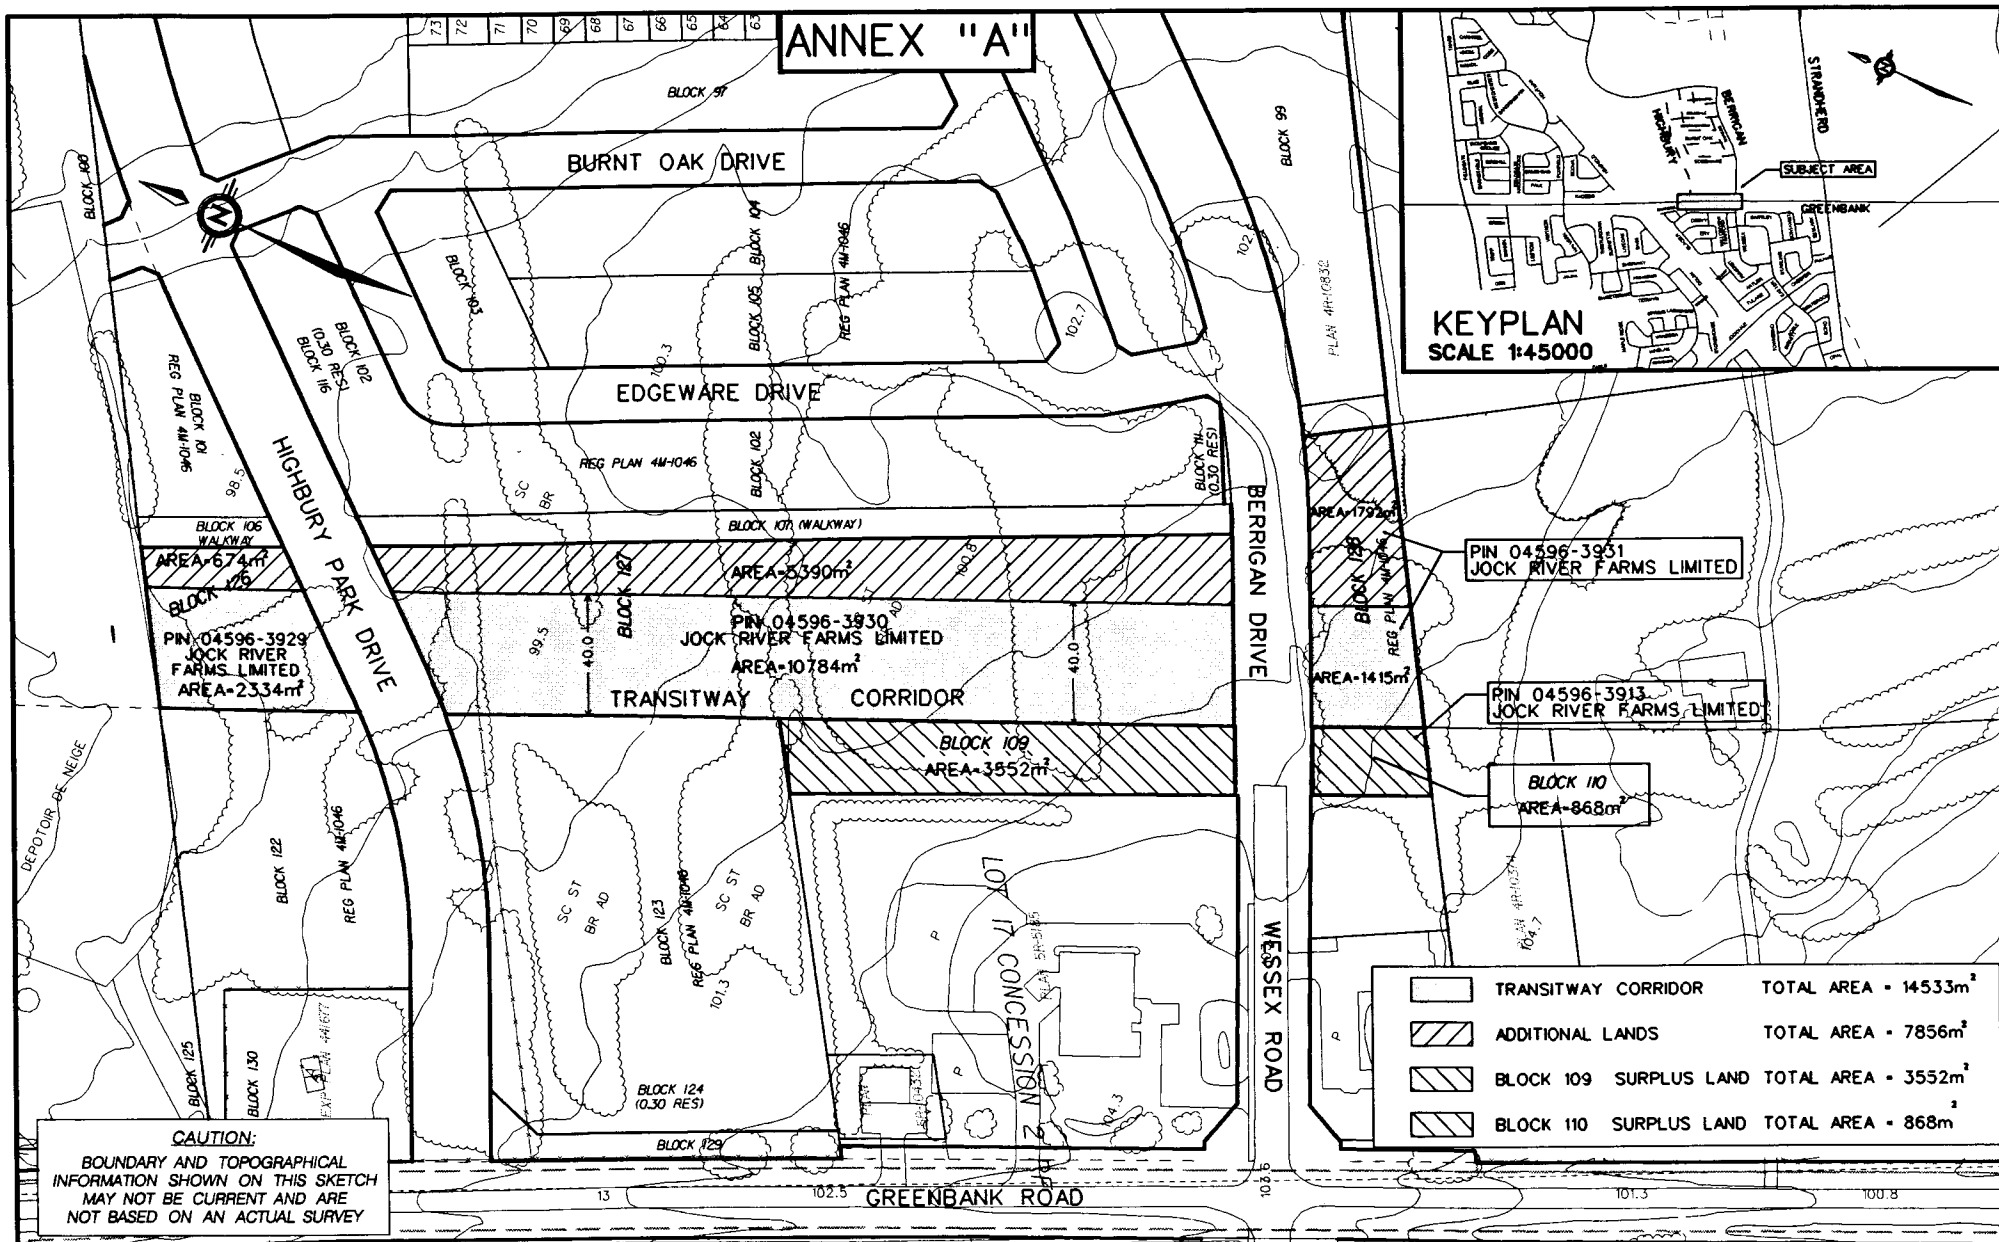 ANNEX "A"
73
72
71
70
69
68
67
66
65
64
63
BLOCK 97
BLOCK 99
BLOCK 100
BURNT OAK DRIVE
N
BLOCK 103
BLOCK 105 BLOCK 104
REG PLAN 4M-1046
102.7
100.3
PLAN 4R-10832
BLOCK 102
(0.30 RES)
BLOCK 116
BLOCK 101
REG PLAN 4M-1046
98.5
EDGEWARE DRIVE
HIGHBURY PARK DRIVE
REG PLAN 4M-1046
BLOCK 102
SC
BR
BLOCK 111
(0.30 RES)
BERRIGAN DRIVE
BLOCK 106
WALKWAY
BLOCK 107 (WALKWAY)
AREA=674m²
BLOCK 126
AREA=5390m²
100.8
BLOCK 127
AREA=1792m²
BLOCK 128
REG PLAN 4M-1046
PIN 04596-3931
JOCK RIVER FARMS LIMITED
PIN 04596-3929
JOCK RIVER
FARMS LIMITED
AREA=2334m²
99.5
40.0
PIN 04596-3930
JOCK RIVER FARMS LIMITED
AREA=10784m²
40.0
TRANSITWAY CORRIDOR
AREA=1415m²
PIN 04596-3913
JOCK RIVER FARMS LIMITED
BLOCK 109
AREA=3552m²
BLOCK 110
AREA=868m²
DEPOTOIR DE NEIGE
BLOCK 122
REG PLAN 4M-1046
SC ST
BR AD
BLOCK 123
REG PLAN 4M-1046
SC ST
BR AD
101.3
LOT 17 CONCESSION 2
P
P
P
P
PLAN 4R-10374
104.7
WESSEX ROAD
BLOCK 125
BLOCK 130
BLOCK 124
(0.30 RES)
BLOCK 129
104.3
13
102.5
GREENBANK ROAD
103.6
101.3
100.8
CAUTION:
BOUNDARY AND TOPOGRAPHICAL
INFORMATION SHOWN ON THIS SKETCH
MAY NOT BE CURRENT AND ARE
NOT BASED ON AN ACTUAL SURVEY
TRANSITWAY CORRIDOR TOTAL AREA = 14533m²
ADDITIONAL LANDS TOTAL AREA = 7856m²
BLOCK 109 SURPLUS LAND TOTAL AREA = 3552m²
BLOCK 110 SURPLUS LAND TOTAL AREA = 868m²
STRANDHERD
BERRIGAN
HIGHBURY
SUBJECT AREA
GREENBANK
N
KEYPLAN
SCALE 1:45000